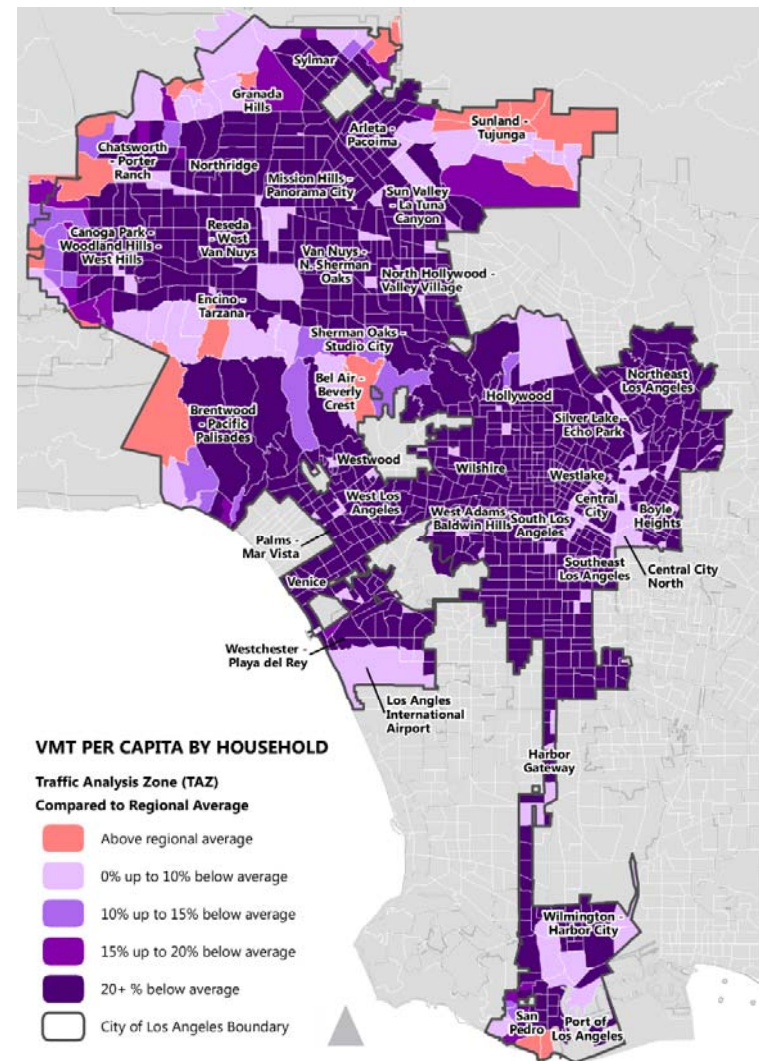 Sylmar
Granada
Hills
Sunland -
Tujunga
Arleta -
Pacoima
Chatsworth
- Porter
Ranch
Northridge
Mission Hills -
Panorama City
Sun Valley
- La Tuna
Canyon
Canoga Park -
Woodland Hills -
West Hills
Reseda
- West
Van Nuys
Van Nuys -
N. Sherman
Oaks
North Hollywood -
Valley Village
Encino -
Tarzana
Sherman Oaks -
Studio City
Bel Air -
Beverly
Crest
Hollywood
Northeast
Los Angeles
Brentwood
- Pacific
Palisades
Silver Lake -
Echo Park
Westwood
Wilshire
Westlake
Central
City
Boyle
Heights
West Los
Angeles
West Adams -
Baldwin Hills
South Los
Angeles
Palms -
Mar Vista
Southeast
Los Angeles
Central City
North
Venice
Westchester -
Playa del Rey
Los Angles
International
Airport
Harbor
Gateway
Wilmington -
Harbor City
San
Pedro
Port of
Los Angeles
VMT PER CAPITA BY HOUSEHOLD
Traffic Analysis Zone (TAZ)
Compared to Regional Average
Above regional average
0% up to 10% below average
10% up to 15% below average
15% up to 20% below average
20+ % below average
City of Los Angeles Boundary